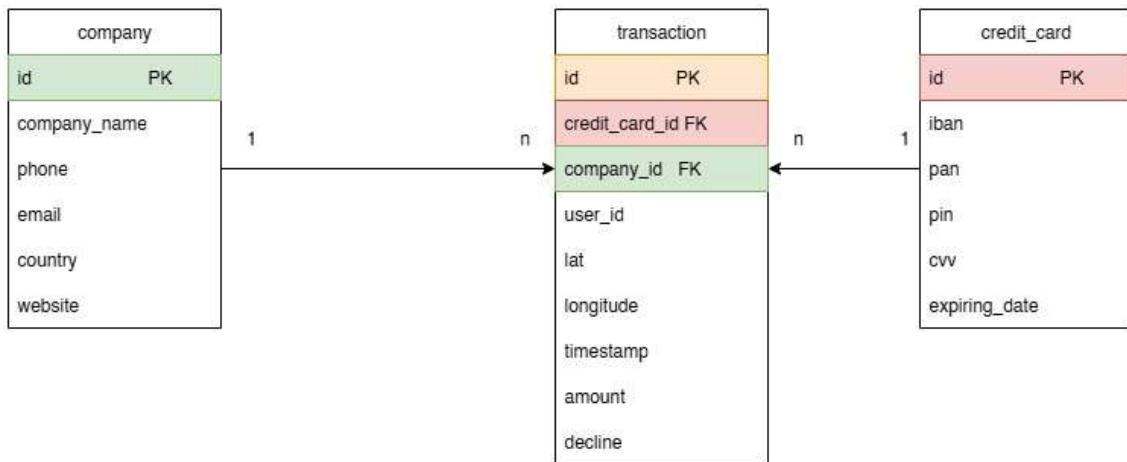 company
id PK
company_name
phone
email
country
website
1
n
transaction
id PK
credit_card_id FK
company_id FK
user_id
lat
longitude
timestamp
amount
decline
n
1
credit_card
id PK
iban
pan
pin
cvv
expiring_date